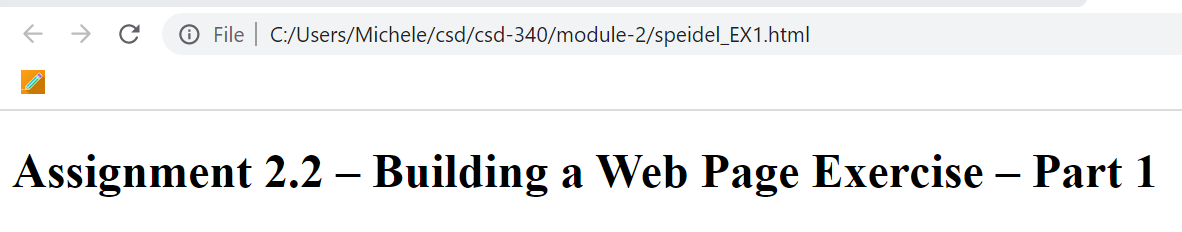 File C:/Users/Michele/csd/csd-340/module-2/speidel_EX1.html
Assignment 2.2 – Building a Web Page Exercise – Part 1